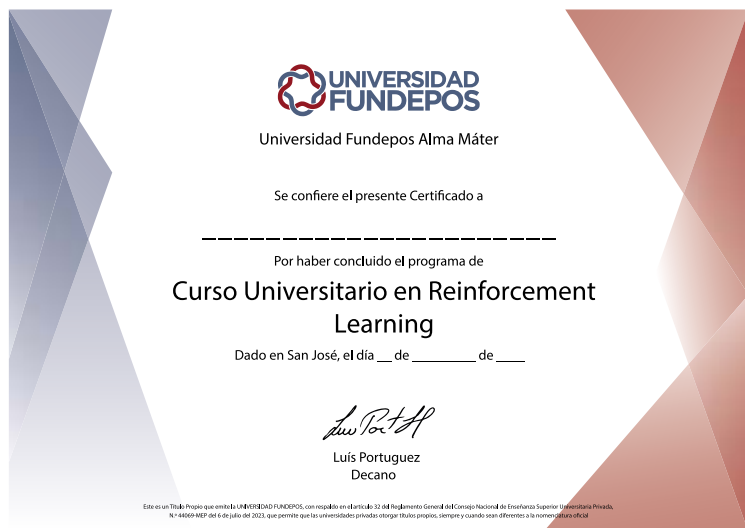 UNIVERSIDAD
FUNDEPOS
Universidad Fundepos Alma Máter
Se confiere el presente Certificado a
_ _ _ _ _ _ _ _ _ _ _ _ _ _ _ _ _ _ _ _ _ _
Por haber concluido el programa de
Curso Universitario en Reinforcement
Learning
Dado en San José, el día __ de _________ de ____
Luís Portuguez
Decano
Este es un Título Propio que emite la UNIVERSIDAD FUNDEPOS, con respaldo en el artículo 32 del Reglamento General del Consejo Nacional de Enseñanza Superior Universitaria Privada,
N.º 44069-MEP del 6 de julio del 2023, que permite que las universidades privadas otorgar títulos propios, siempre y cuando sean diferentes a la nomenclatura oficial